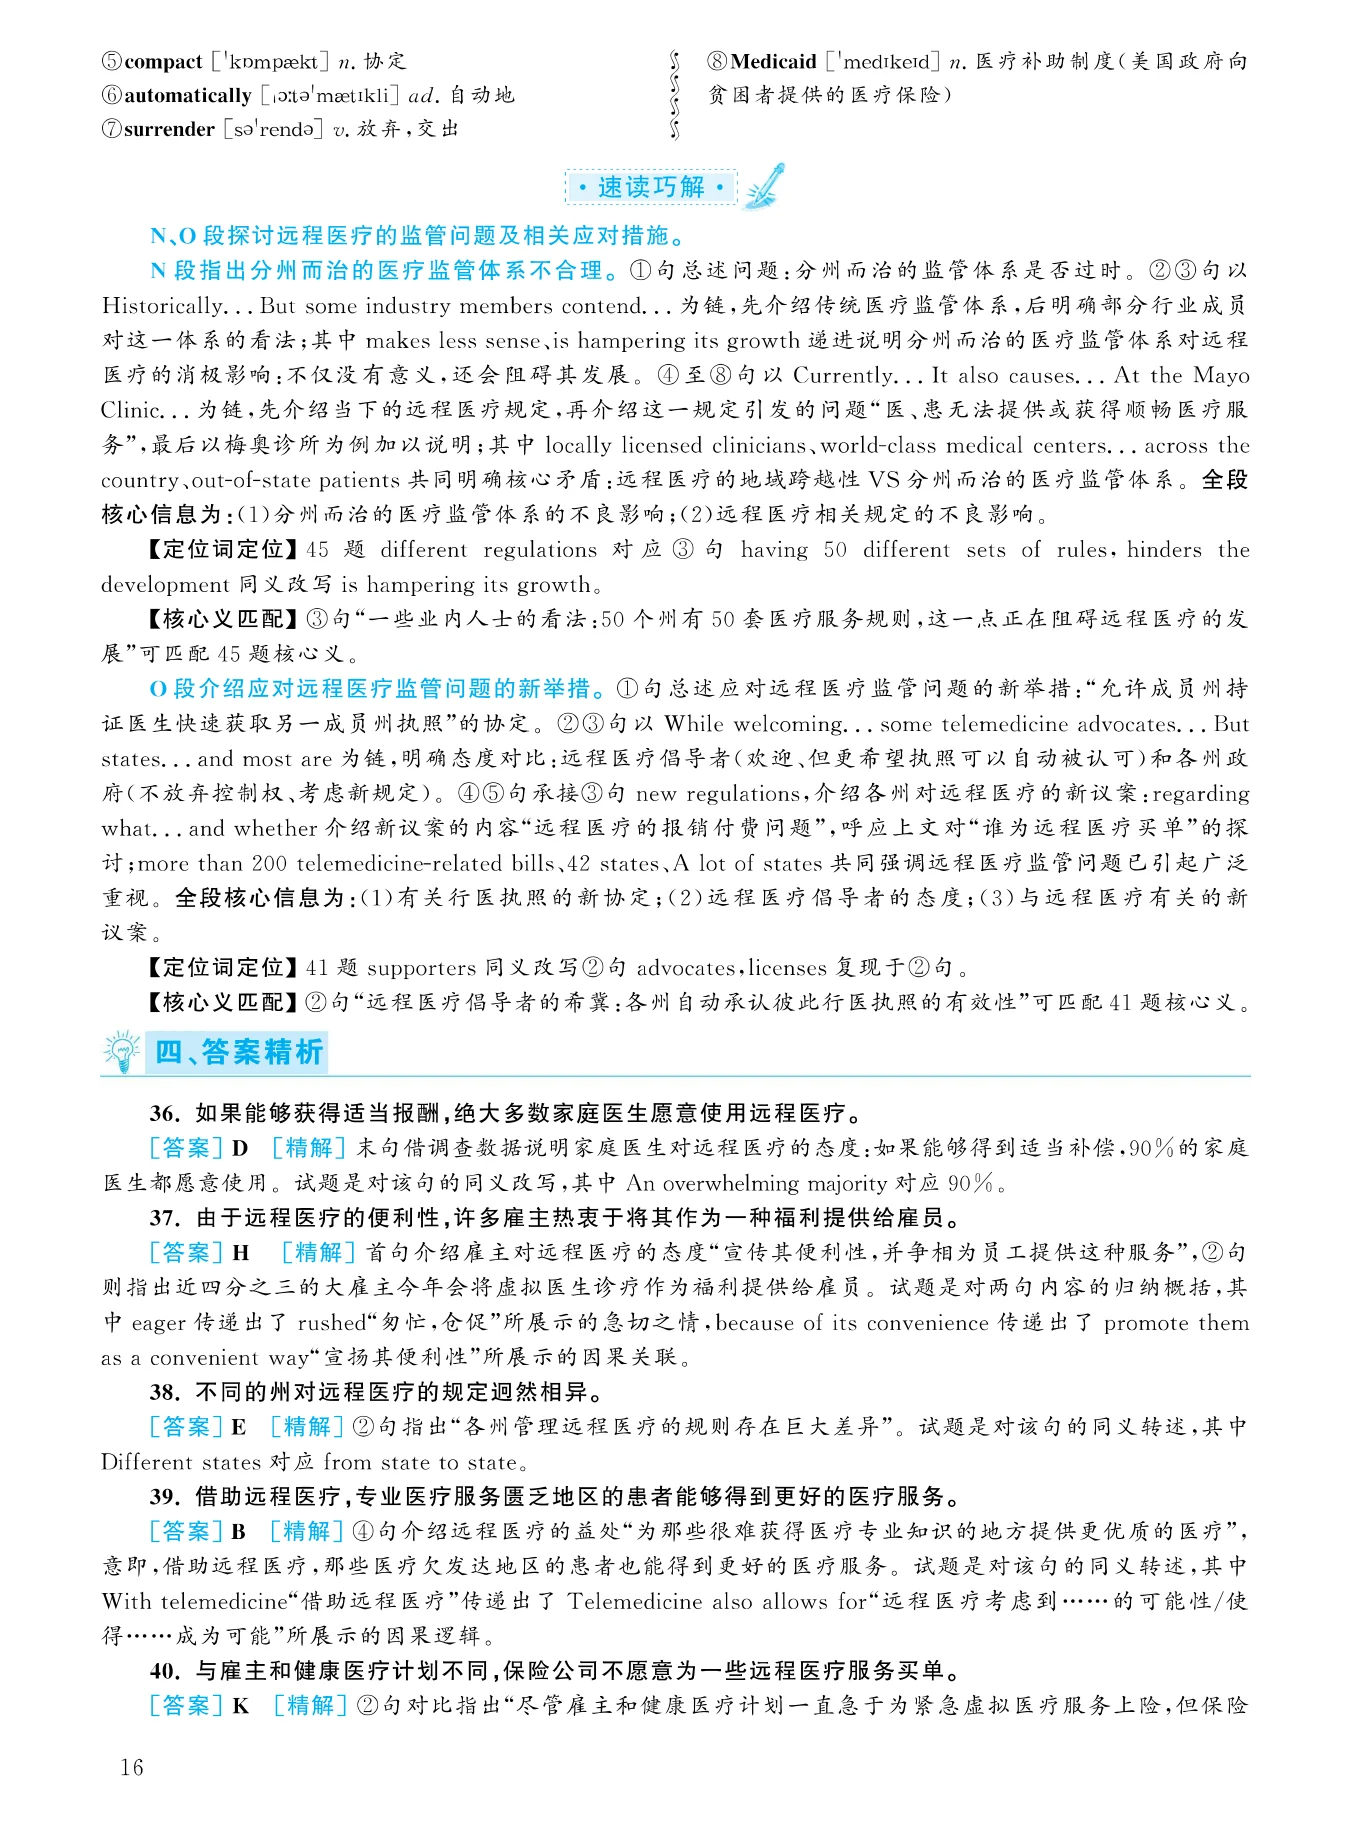 ⑤compact [ˈkɒmpækt] n. 协定
⑥automatically [ˌɔːtəˈmætɪkli] ad. 自动地
⑦surrender [səˈrendə] v. 放弃,交出
⑧Medicaid [ˈmedɪkeɪd] n. 医疗补助制度(美国政府向
贫困者提供的医疗保险)
·速读巧解·
N、O 段探讨远程医疗的监管问题及相关应对措施。
N 段指出分州而治的医疗监管体系不合理。①句总述问题:分州而治的监管体系是否过时。②③句以
Historically...But some industry members contend...为链,先介绍传统医疗监管体系,后明确部分行业成员
对这一体系的看法;其中 makes less sense、is hampering its growth 递进说明分州而治的医疗监管体系对远程
医疗的消极影响:不仅没有意义,还会阻碍其发展。④至⑧句以 Currently...It also causes...At the Mayo
Clinic...为链,先介绍当下的远程医疗规定,再介绍这一规定引发的问题“医、患无法提供或获得顺畅医疗服
务”,最后以梅奥诊所为例加以说明;其中 locally licensed clinicians、world-class medical centers...across the
country、out-of-state patients 共同明确核心矛盾:远程医疗的地域跨越性 VS 分州而治的医疗监管体系。全段
核心信息为:(1)分州而治的医疗监管体系的不良影响;(2)远程医疗相关规定的不良影响。
【定位词定位】45 题 different regulations 对应③句 having 50 different sets of rules, hinders the
development 同义改写 is hampering its growth。
【核心义匹配】③句“一些业内人士的看法:50 个州有 50 套医疗服务规则,这一点正在阻碍远程医疗的发
展”可匹配 45 题核心义。
O 段介绍应对远程医疗监管问题的新举措。①句总述应对远程医疗监管问题的新举措:“允许成员州持
证医生快速获取另一成员州执照”的协定。②③句以 While welcoming...some telemedicine advocates...But
states...and most are 为链,明确态度对比:远程医疗倡导者(欢迎、但更希望执照可以自动被认可)和各州政
府(不放弃控制权、考虑新规定)。④⑤句承接③句 new regulations,介绍各州对远程医疗的新议案:regarding
what...and whether 介绍新议案的内容“远程医疗的报销付费问题”,呼应上文对“谁为远程医疗买单”的探
讨;more than 200 telemedicine-related bills、42 states、A lot of states 共同强调远程医疗监管问题已引起广泛
重视。全段核心信息为:(1)有关行医执照的新协定;(2)远程医疗倡导者的态度;(3)与远程医疗有关的新
议案。
【定位词定位】41 题 supporters 同义改写②句 advocates,licenses 复现于②句。
【核心义匹配】②句“远程医疗倡导者的希冀:各州自动承认彼此行医执照的有效性”可匹配 41 题核心义。
四、答案精析
36. 如果能够获得适当报酬,绝大多数家庭医生愿意使用远程医疗。
[答案] D [精解] 末句借调查数据说明家庭医生对远程医疗的态度:如果能够得到适当补偿,90%的家庭
医生都愿意使用。试题是对该句的同义改写,其中 An overwhelming majority 对应 90%。
37. 由于远程医疗的便利性,许多雇主热衷于将其作为一种福利提供给雇员。
[答案] H [精解] 首句介绍雇主对远程医疗的态度“宣传其便利性,并争相为员工提供这种服务”,②句
则指出近四分之三的大雇主今年会将虚拟医生诊疗作为福利提供给雇员。试题是对两句内容的归纳概括,其
中 eager 传递出了 rushed“匆忙,仓促”所展示的急切之情,because of its convenience 传递出了 promote them
as a convenient way“宣扬其便利性”所展示的因果关联。
38. 不同的州对远程医疗的规定迥然相异。
[答案] E [精解] ②句指出“各州管理远程医疗的规则存在巨大差异”。试题是对该句的同义转述,其中
Different states 对应 from state to state。
39. 借助远程医疗,专业医疗服务匮乏地区的患者能够得到更好的医疗服务。
[答案] B [精解] ④句介绍远程医疗的益处“为那些很难获得医疗专业知识的地方提供更优质的医疗”,
意即,借助远程医疗,那些医疗欠发达地区的患者也能得到更好的医疗服务。试题是对该句的同义转述,其中
With telemedicine“借助远程医疗”传递出了 Telemedicine also allows for“远程医疗考虑到……的可能性/使
得……成为可能”所展示的因果逻辑。
40. 与雇主和健康医疗计划不同,保险公司不愿意为一些远程医疗服务买单。
[答案] K [精解] ②句对比指出“尽管雇主和健康医疗计划一直急于为紧急虚拟医疗服务上险,但保险
16